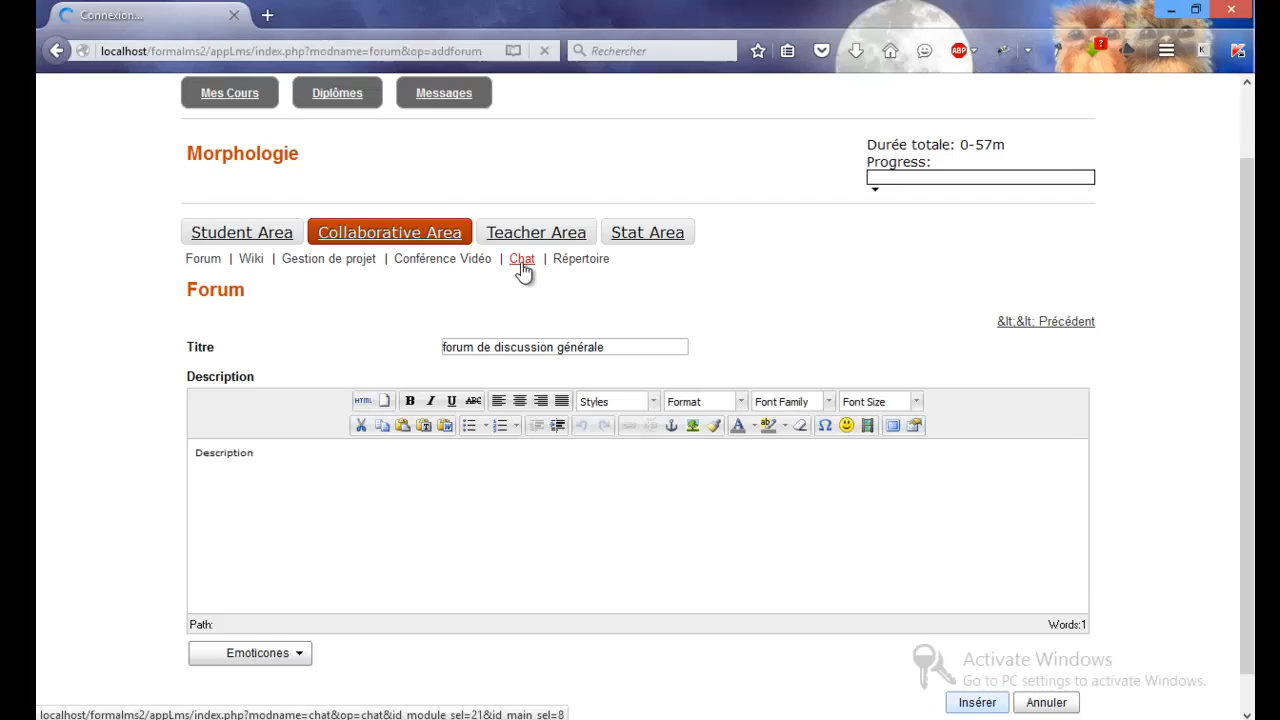 Connexion...
localhost/formalms2/appLms/index.php?modname=forum&op=addforum
Rechercher
ABP
?
K
Mes Cours
Diplômes
Messages
Morphologie
Durée totale: 0-57m
Progress:
Student Area
Collaborative Area
Teacher Area
Stat Area
Forum | Wiki | Gestion de projet | Conférence Vidéo | Chat | Répertoire
Forum
&lt;&lt; Précédent
Titre
forum de discussion générale
Description
HTML B I U ABC Styles Format Font Family Font Size
A ab Ω
Description
Path:
Words:1
Emoticones
Activate Windows
Go to PC settings to activate Windows.
Insérer
Annuler
localhost/formalms2/appLms/index.php?modname=chat&op=chat&id_module_sel=21&id_main_sel=8